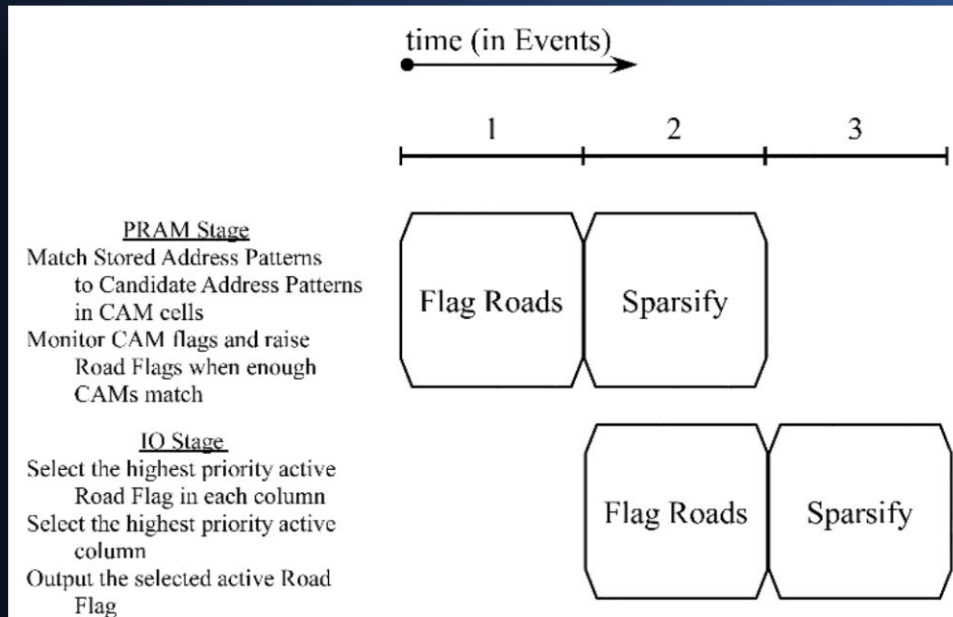 time (in Events)
1 2 3
PRAM Stage
Match Stored Address Patterns
to Candidate Address Patterns
in CAM cells
Monitor CAM flags and raise
Road Flags when enough
CAMs match
Flag Roads Sparsify
IO Stage
Select the highest priority active
Road Flag in each column
Select the highest priority active
column
Output the selected active Road
Flag
Flag Roads Sparsify